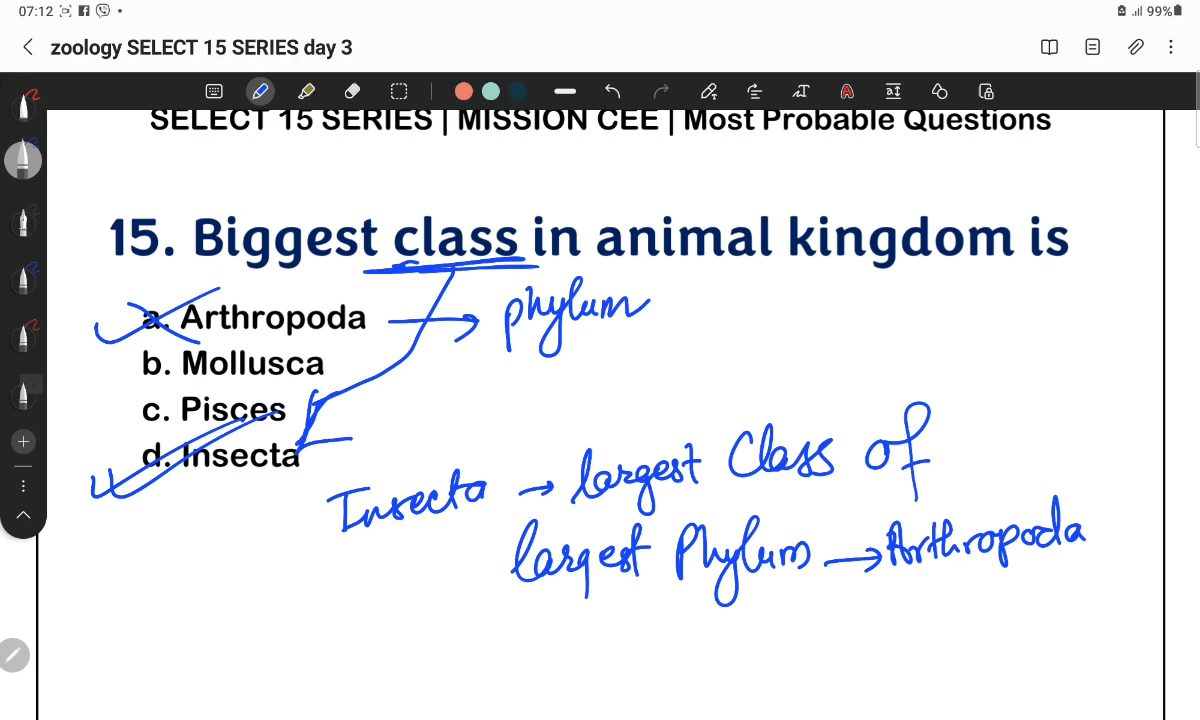 07:12 99%
zoology SELECT 15 SERIES day 3
SELECT 15 SERIES | MISSION CEE | Most Probable Questions
15. Biggest class in animal kingdom is
a. Arthropoda → phylum
b. Mollusca
c. Pisces
d. Insecta
Insecta → largest Class of
largest Phylum → Arthropoda